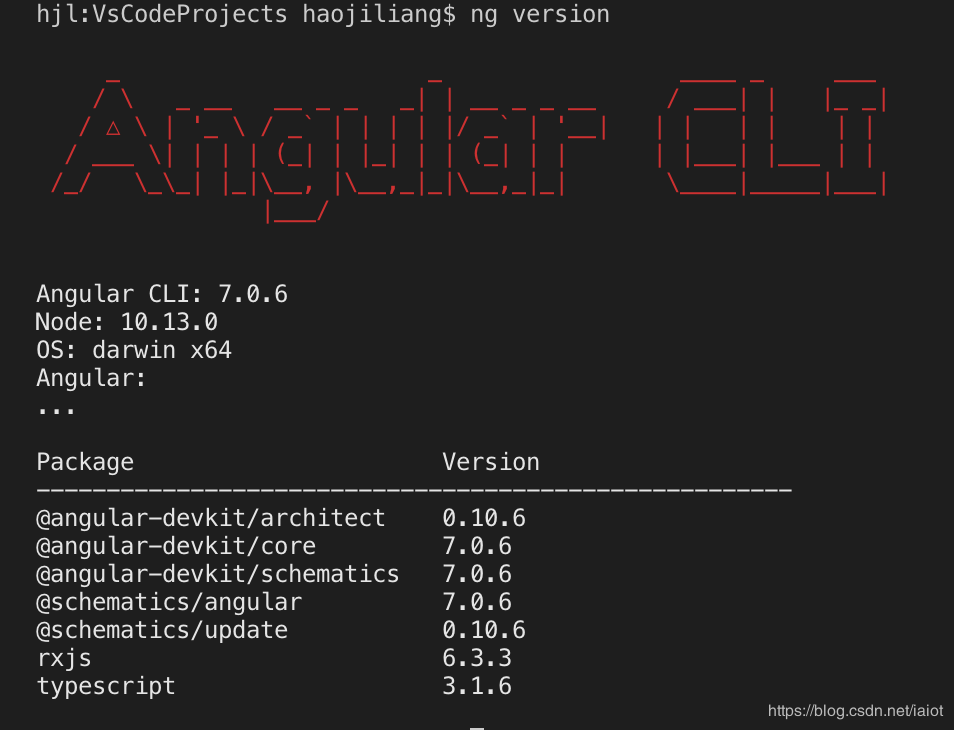 hjl:VsCodeProjects haojiliang$ ng version
Angular CLI
Angular CLI: 7.0.6
Node: 10.13.0
OS: darwin x64
Angular:
...
Package Version
------------------------------------------------------
@angular-devkit/architect 0.10.6
@angular-devkit/core 7.0.6
@angular-devkit/schematics 7.0.6
@schematics/angular 7.0.6
@schematics/update 0.10.6
rxjs 6.3.3
typescript 3.1.6
https://blog.csdn.net/iaiot